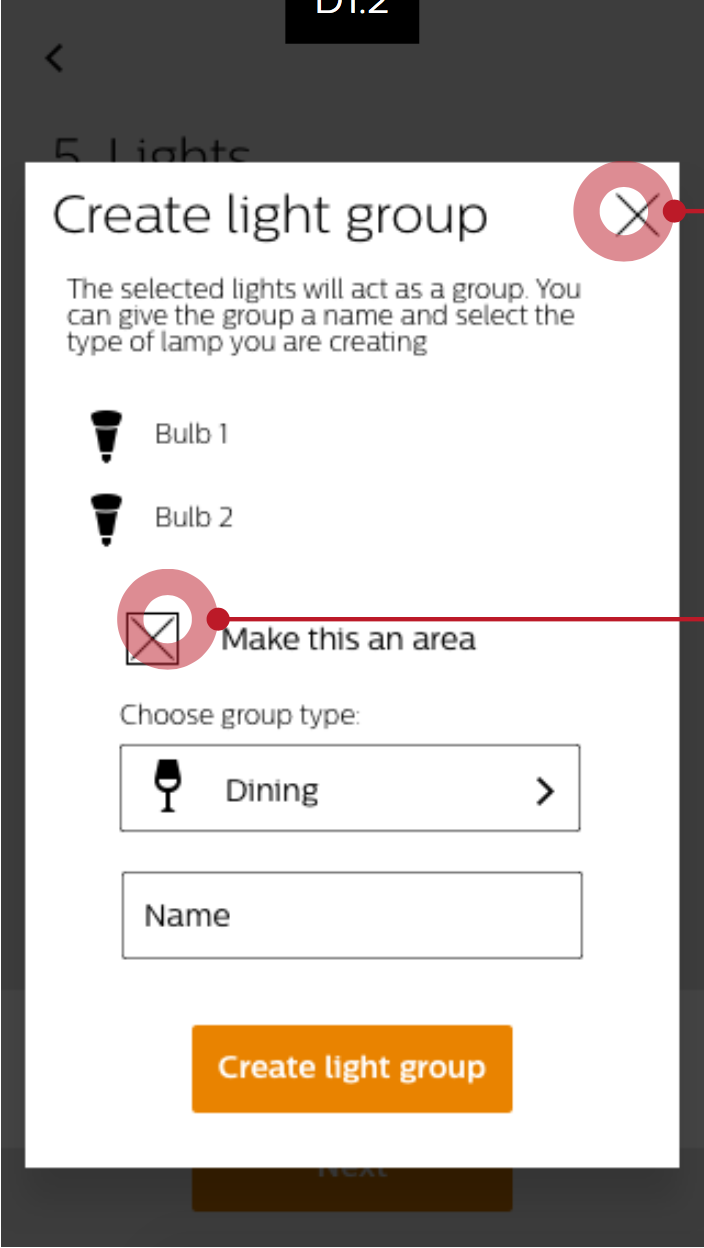 D1.2
5. Lights
Create light group
The selected lights will act as a group. You
can give the group a name and select the
type of lamp you are creating
Bulb 1
Bulb 2
Make this an area
Choose group type:
Dining
Name
Create light group
Next